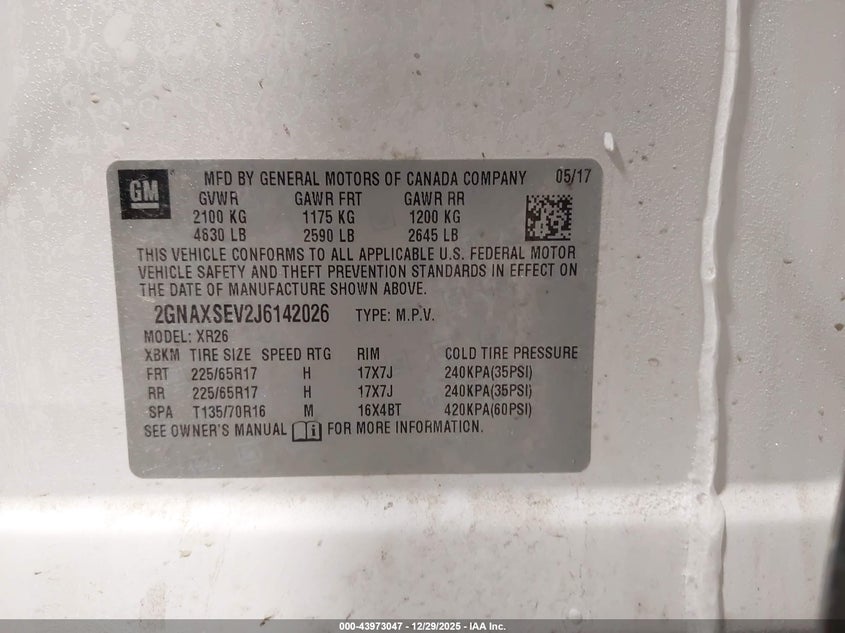 GM
MFD BY GENERAL MOTORS OF CANADA COMPANY 05/17
GVWR GAWR FRT GAWR RR
2100 KG 1175 KG 1200 KG
4630 LB 2590 LB 2645 LB
THIS VEHICLE CONFORMS TO ALL APPLICABLE U.S. FEDERAL MOTOR
VEHICLE SAFETY AND THEFT PREVENTION STANDARDS IN EFFECT ON
THE DATE OF MANUFACTURE SHOWN ABOVE.
2GNAXSEV2J6142026 TYPE: M.P.V.
MODEL: XR26
XBKM TIRE SIZE SPEED RTG RIM COLD TIRE PRESSURE
FRT 225/65R17 H 17X7J 240KPA(35PSI)
RR 225/65R17 H 17X7J 240KPA(35PSI)
SPA T135/70R16 M 16X4BT 420KPA(60PSI)
SEE OWNER'S MANUAL i FOR MORE INFORMATION.
000-43973047 - 12/29/2025 - IAA Inc.